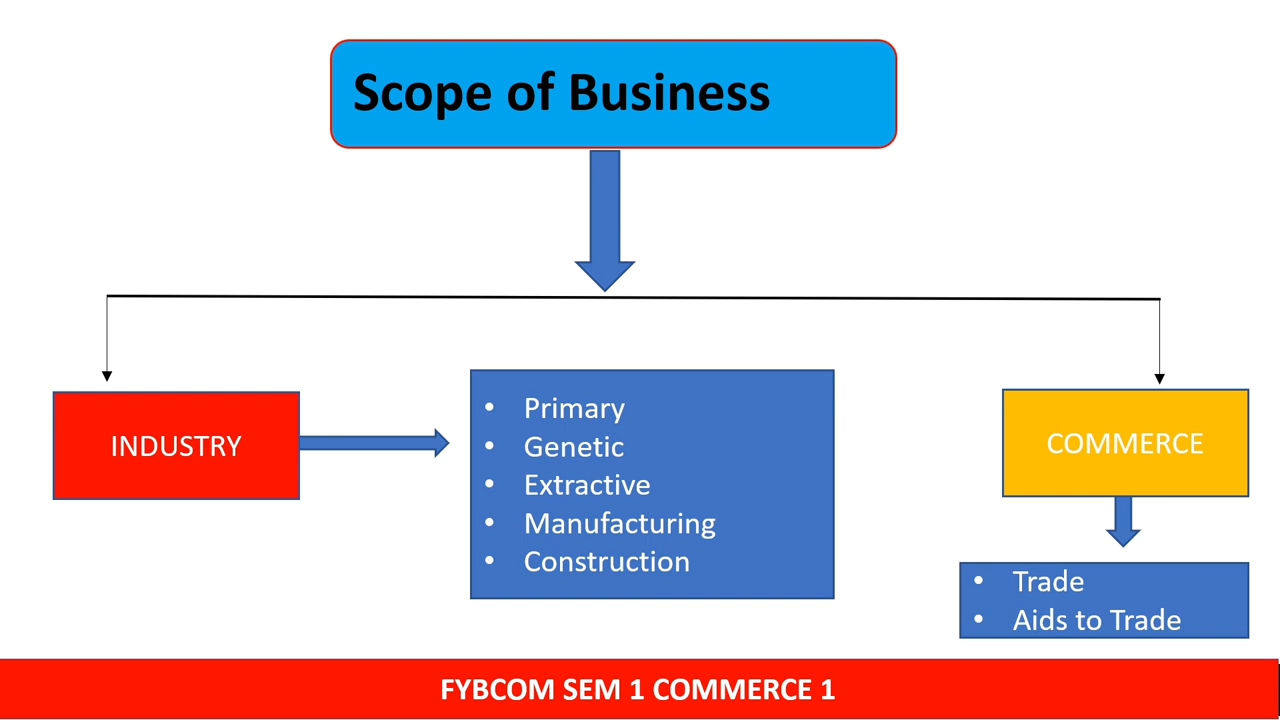 Scope of Business
INDUSTRY
• Primary
• Genetic
• Extractive
• Manufacturing
• Construction
COMMERCE
• Trade
• Aids to Trade
FYBCOM SEM 1 COMMERCE 1